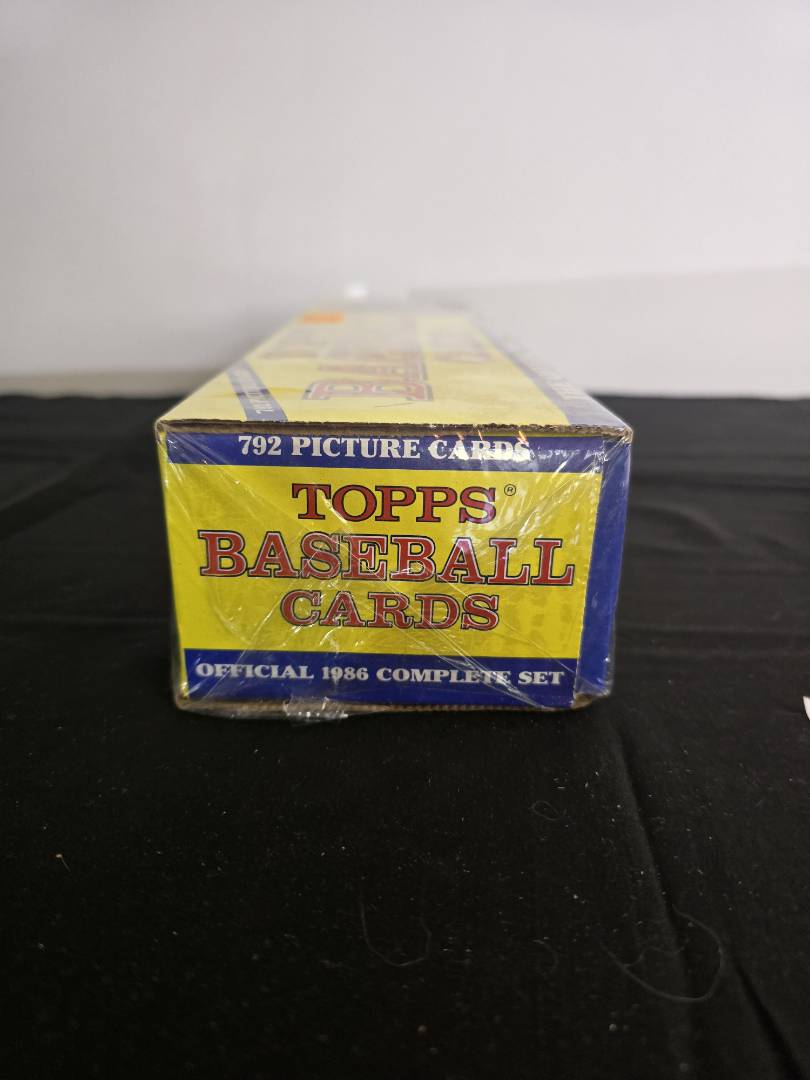 792 PICTURE CARDS
TOPPS®
BASEBALL
CARDS
OFFICIAL 1986 COMPLETE SET